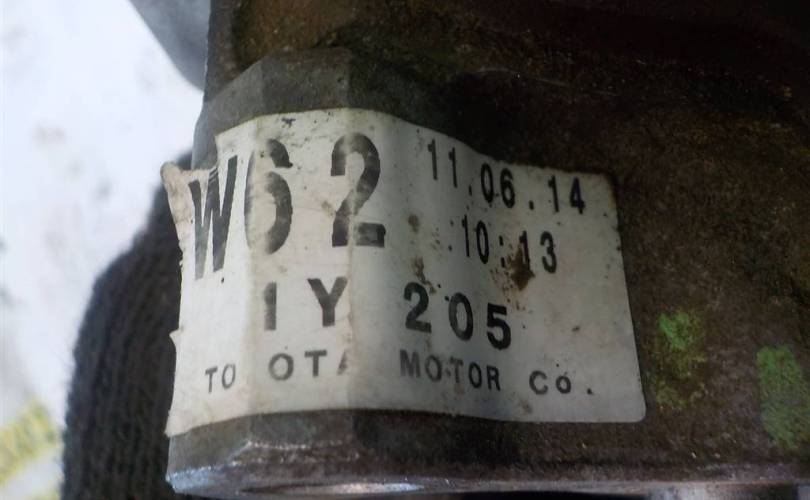 W62 11.06.14
10:13
1Y 205
TO OTA MOTOR CO.